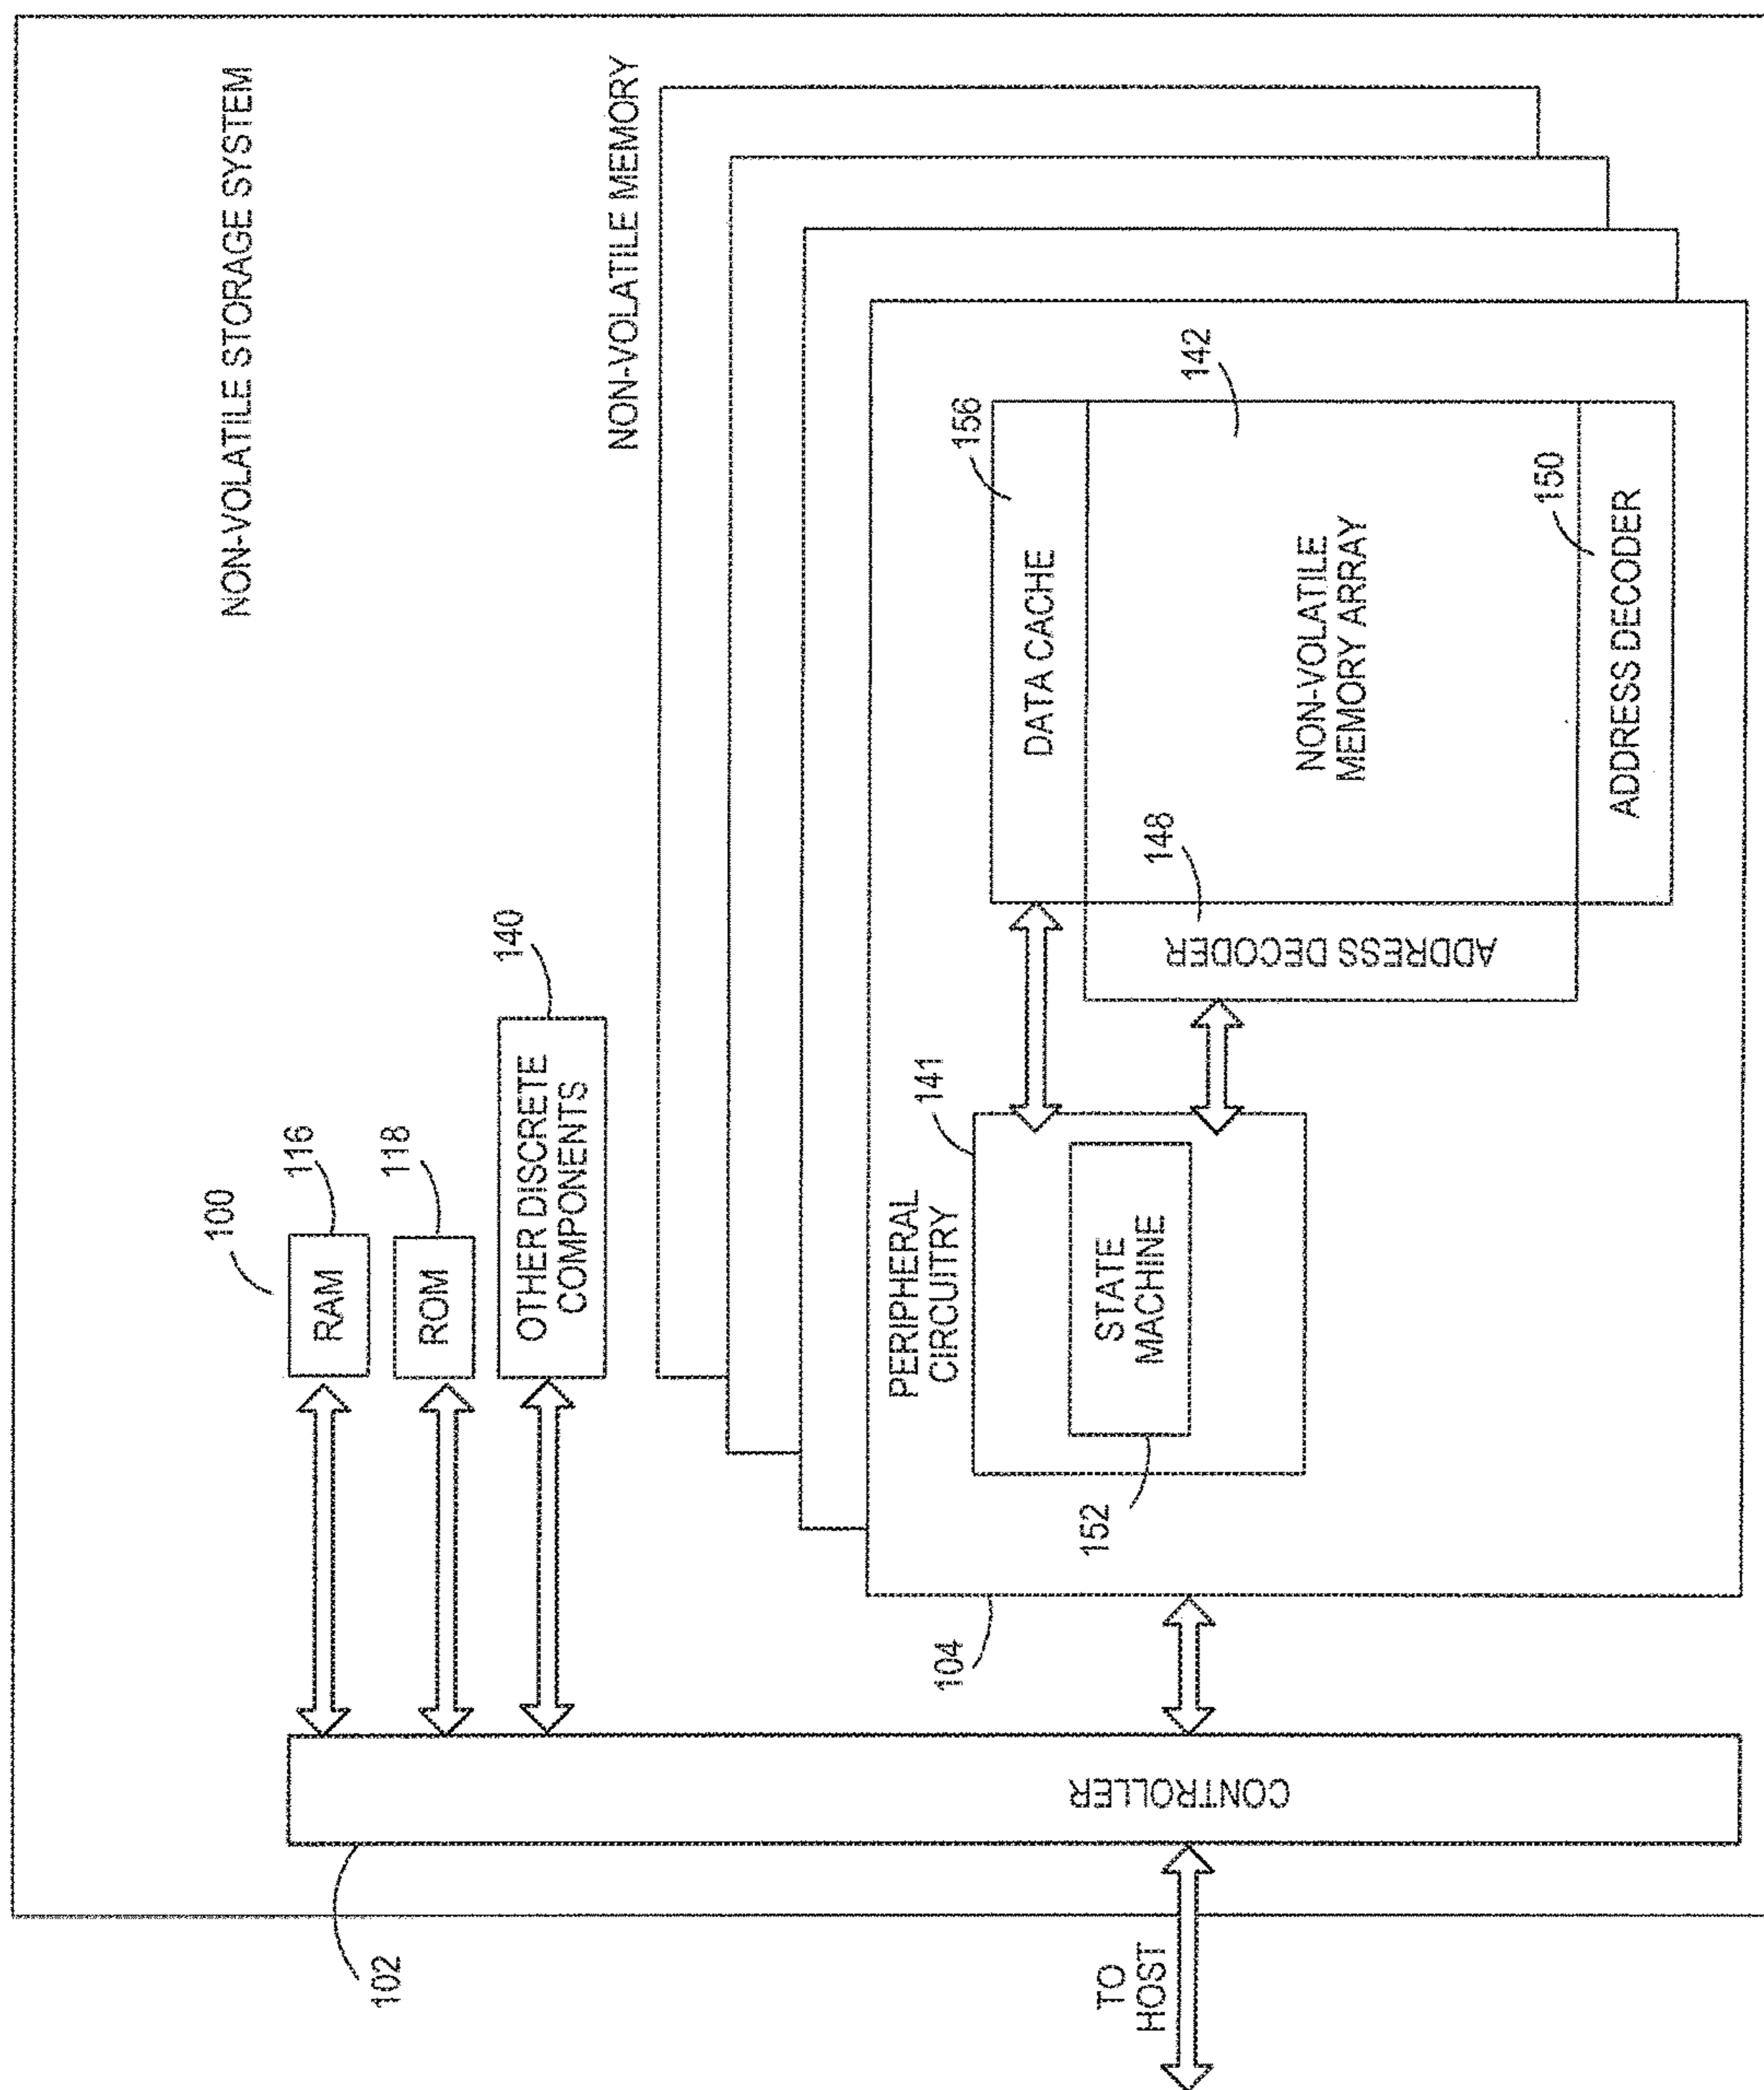 NON-VOLATILE STORAGE SYSTEM
100
RAM
116
ROM
118
OTHER DISCRETE
COMPONENTS
140
NON-VOLATILE MEMORY
102
CONTROLLER
TO
HOST
104
PERIPHERAL
CIRCUITRY
141
STATE
MACHINE
152
DATA CACHE
156
ADDRESS DECODER
148
NON-VOLATILE
MEMORY ARRAY
142
ADDRESS DECODER
150